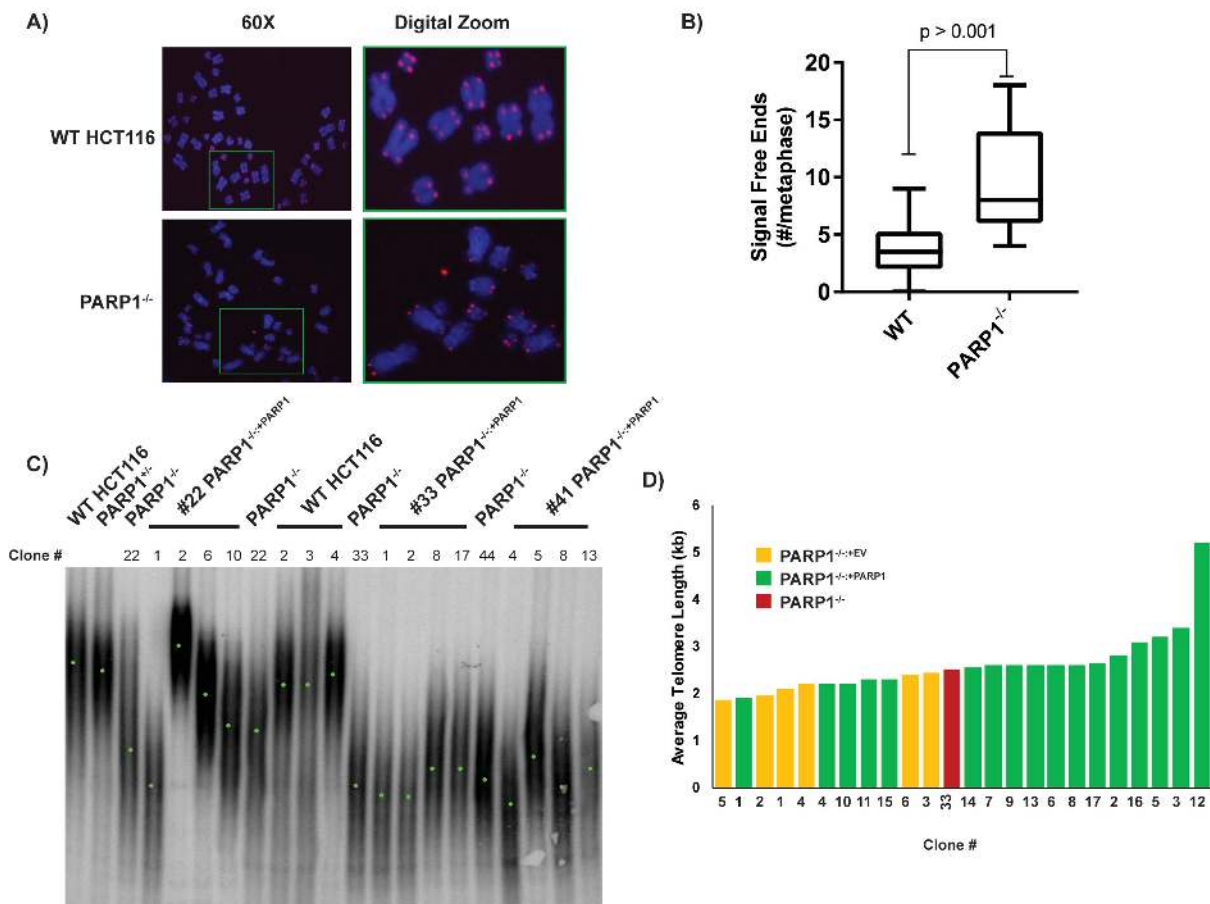 A)
60X
Digital Zoom
WT HCT116
PARP1-/-
B)
p > 0.001
Signal Free Ends
(#/metaphase)
20
15
10
5
0
WT
PARP1-/-
C)
WT HCT116
PARP1+/-
PARP1-/-
#22 PARP1-/-:+PARP1
PARP1-/-
WT HCT116
PARP1-/-
#33 PARP1-/-:+PARP1
PARP1-/-
#41 PARP1-/-:+PARP1
Clone # 22 1 2 6 10 22 2 3 4 33 1 2 8 17 44 4 5 8 13
D)
Average Telomere Length (kb)
6
5
4
3
2
1
0
PARP1-/-:+EV
PARP1-/-:+PARP1
PARP1-/-
5 1 2 1 4 4 10 11 15 6 3 33 14 7 9 13 6 8 17 2 16 5 3 12
Clone #